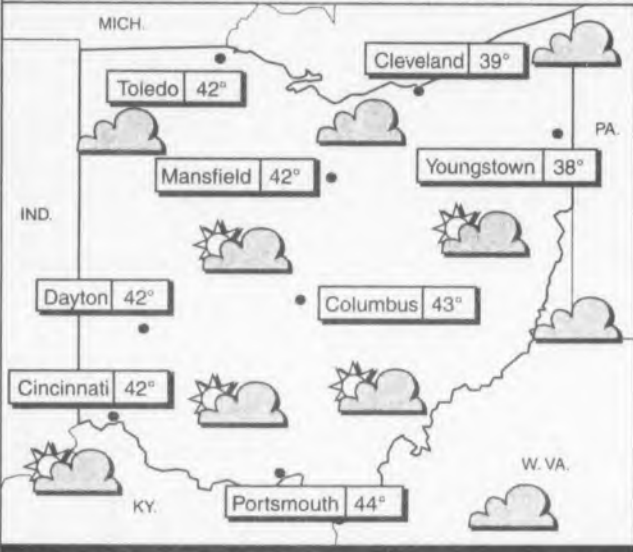 MICH.
Cleveland 39°
Toledo 42°
PA.
Mansfield 42°
Youngstown 38°
IND.
Dayton 42°
Columbus 43°
Cincinnati 42°
W. VA.
KY.
Portsmouth 44°